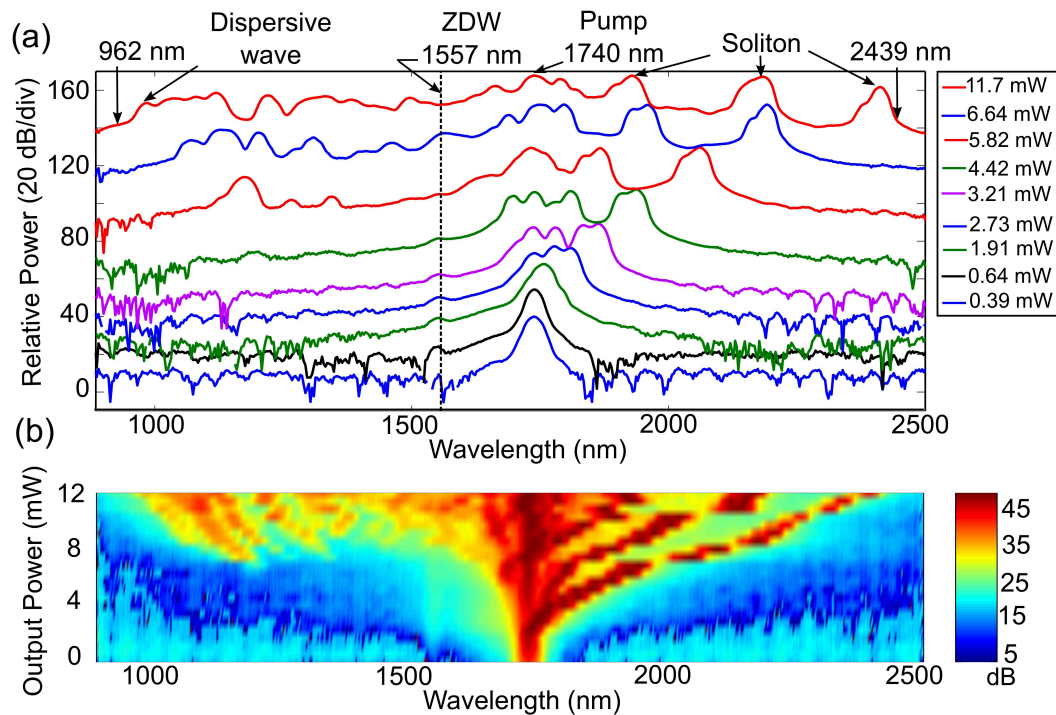 (a)
Dispersive
wave
962 nm
ZDW
1557 nm
Pump
1740 nm
Soliton
2439 nm
Relative Power (20 dB/div)
160
120
80
40
0
1000
1500
2000
2500
Wavelength (nm)
11.7 mW
6.64 mW
5.82 mW
4.42 mW
3.21 mW
2.73 mW
1.91 mW
0.64 mW
0.39 mW
(b)
Output Power (mW)
12
8
4
0
1000
1500
2000
2500
Wavelength (nm)
45
35
25
15
5
dB